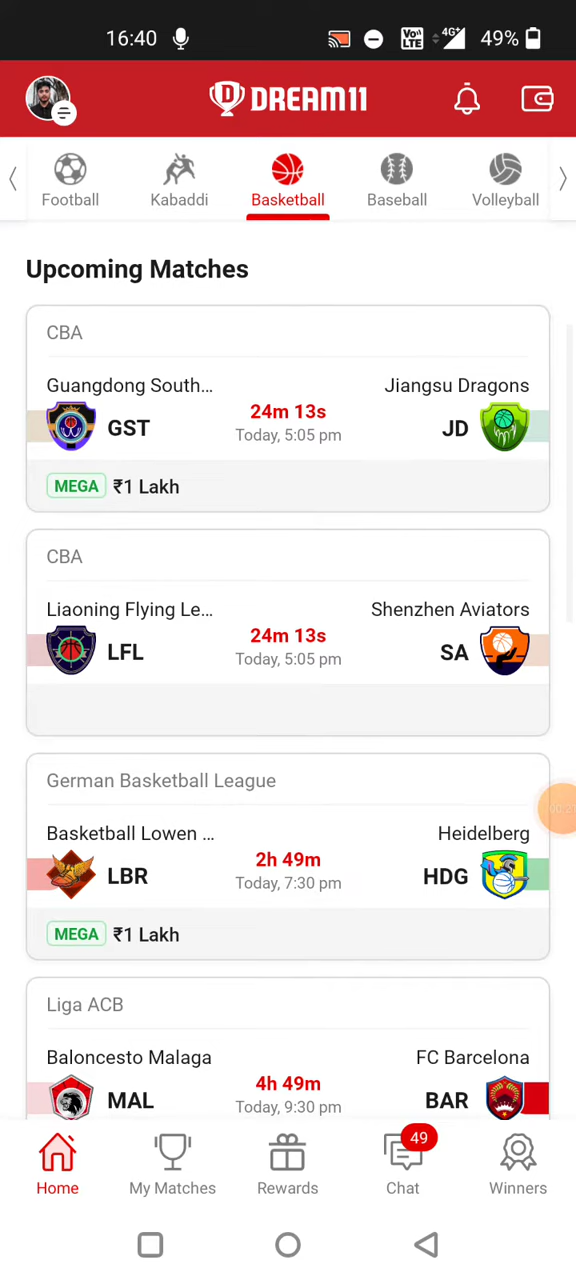 16:40
Vo))
LTE
4G+
49%
DREAM11
Football
Kabaddi
Basketball
Baseball
Volleyball
Upcoming Matches
CBA
Guangdong South...
Jiangsu Dragons
24m 13s
GST
JD
Today, 5:05 pm
MEGA ₹1 Lakh
CBA
Liaoning Flying Le...
Shenzhen Aviators
24m 13s
LFL
SA
Today, 5:05 pm
German Basketball League
Basketball Lowen ...
Heidelberg
2h 49m
LBR
HDG
Today, 7:30 pm
MEGA ₹1 Lakh
Liga ACB
Baloncesto Malaga
FC Barcelona
4h 49m
MAL
BAR
Today, 9:30 pm
49
Home
My Matches
Rewards
Chat
Winners